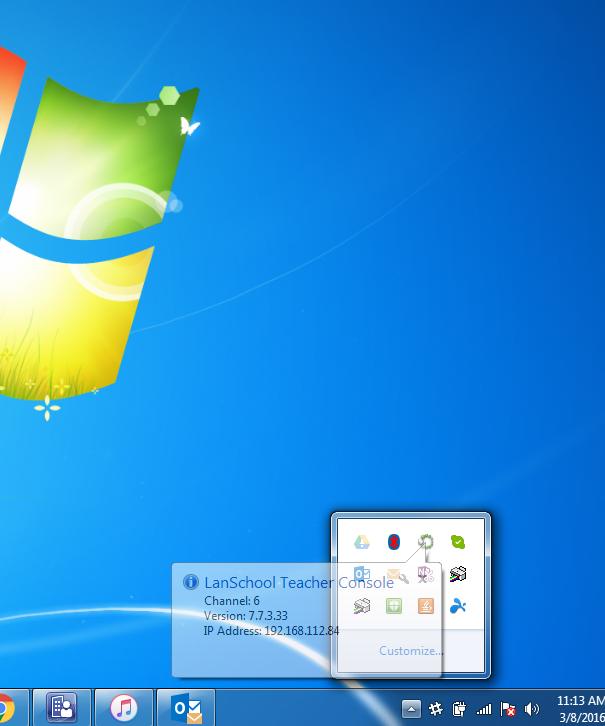 LanSchool Teacher Console
Channel: 6
Version: 7.7.3.33
IP Address: 192.168.112.84
Customize...
11:13 AM
3/8/2016